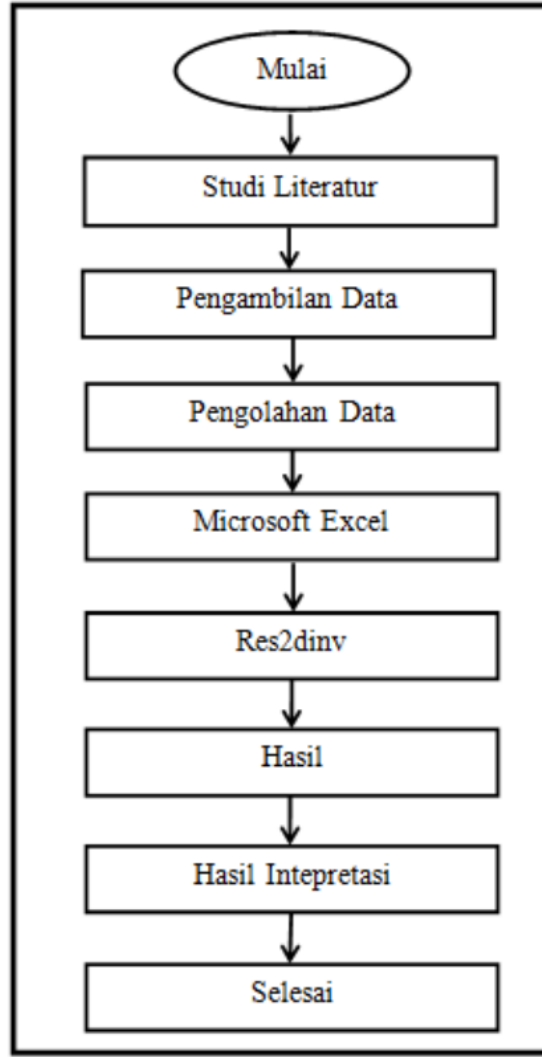 Mulai
Studi Literatur
Pengambilan Data
Pengolahan Data
Microsoft Excel
Res2dinv
Hasil
Hasil Intepretasi
Selesai